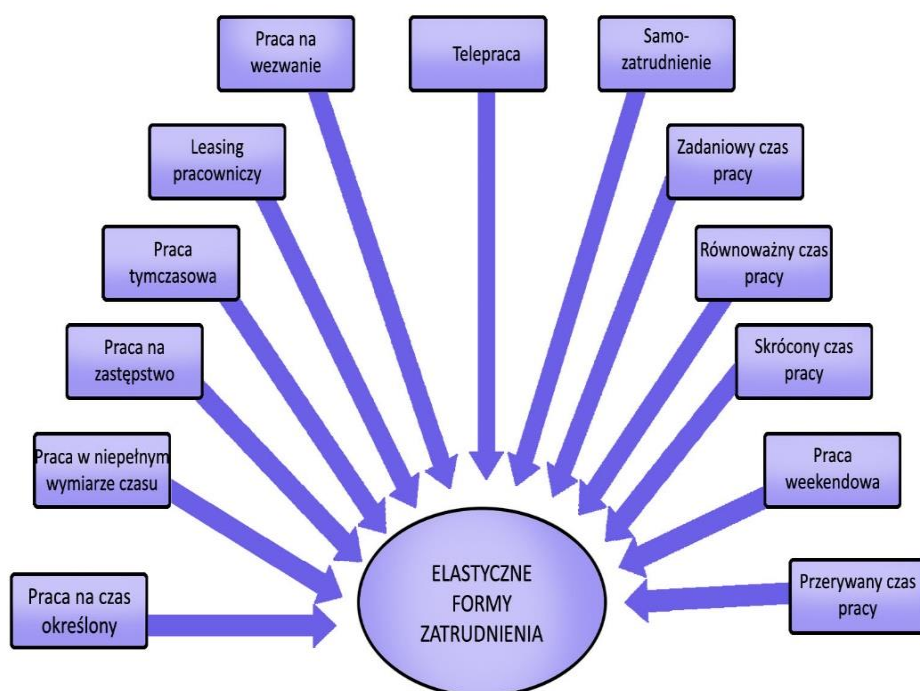 Praca na
wezwanie
Telepraca
Samo-
zatrudnienie
Leasing
pracowniczy
Zadaniowy czas
pracy
Praca
tymczasowa
Równoważny czas
pracy
Praca na
zastępstwo
Skrócony czas
pracy
Praca w niepełnym
wymiarze czasu
Praca
weekendowa
Praca na czas
określony
ELASTYCZNE
FORMY
ZATRUDNIENIA
Przerywany czas
pracy